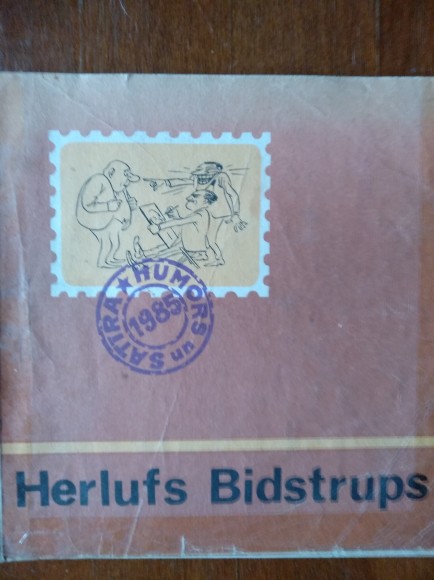 ★ HUMORS un SATĪRA
1985
Herlufs Bidstrups